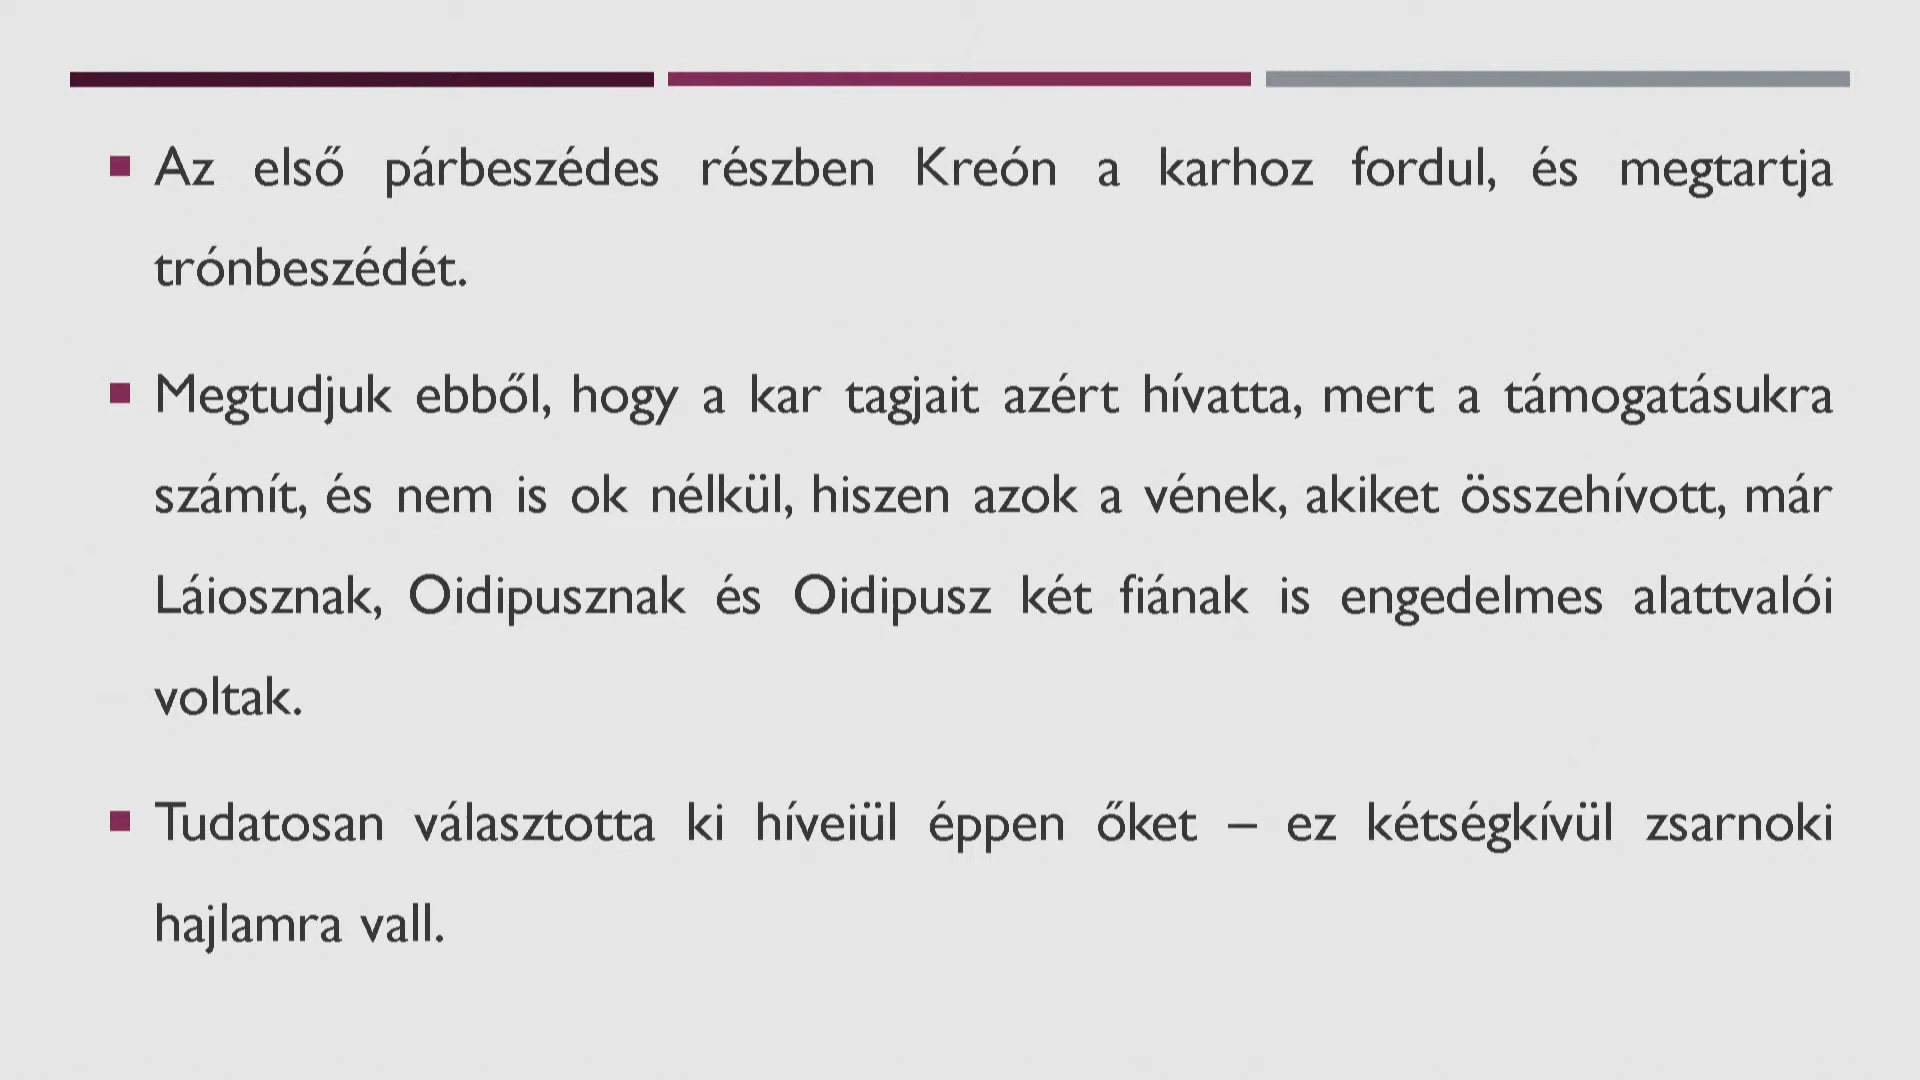 Az első párbeszédes részben Kreón a karhoz fordul, és megtartja
trónbeszédét.
Megtudjuk ebből, hogy a kar tagjait azért hívatta, mert a támogatásukra
számít, és nem is ok nélkül, hiszen azok a vének, akiket összehívott, már
Láiosznak, Oidipusznak és Oidipusz két fiának is engedelmes alattvalói
voltak.
Tudatosan választotta ki híveiül éppen őket – ez kétségkívül zsarnoki
hajlamra vall.